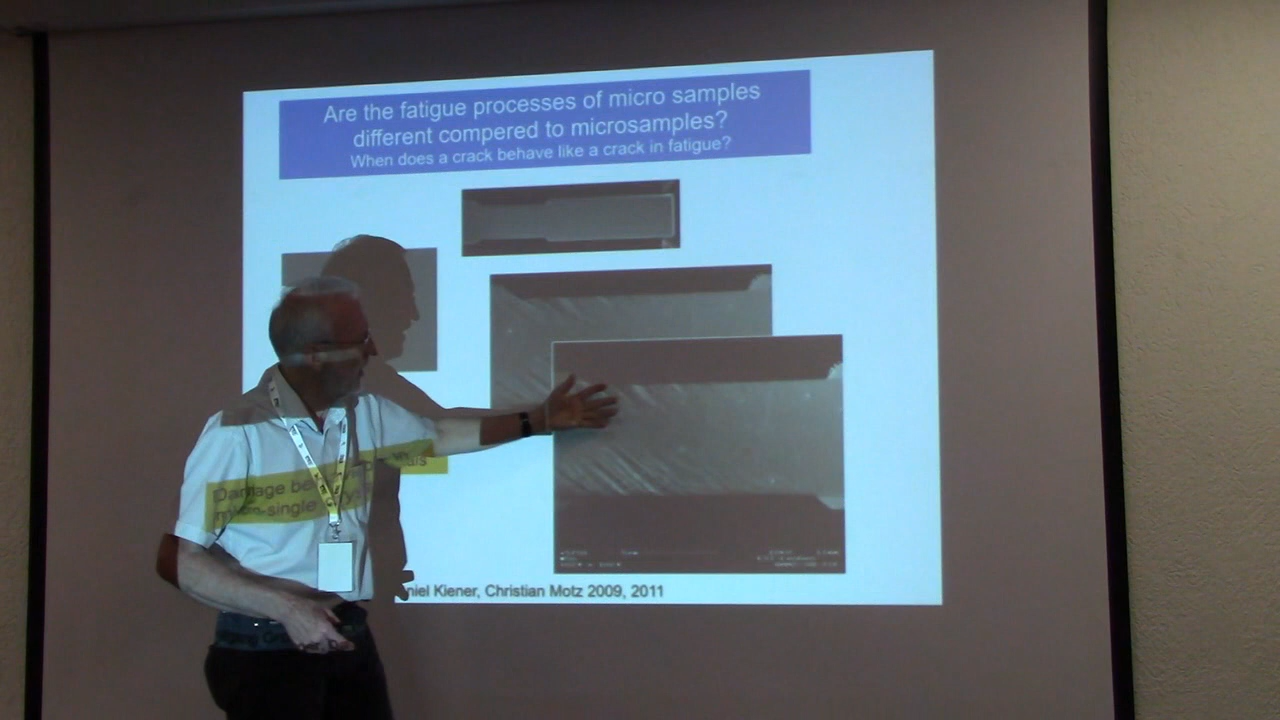 Are the fatigue processes of micro samples
different compered to microsamples?
When does a crack behave like a crack in fatigue?
Damage
-single
niel Kiener, Christian Motz 2009, 2011